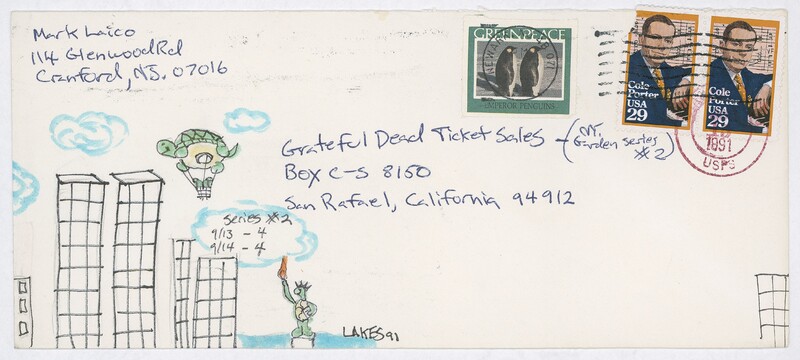 Mark Laico
114 Glenwood Rd
Cranford, NJ. 07016
GREENPEACE
EMPEROR PENGUINS
Cole
Porter
USA
29
Cole
Porter
USA
29
1991
USPS
Grateful Dead Ticket Sales - (NY.
Garden series
#2)
Box C-S 8150
San Rafael, California 94912
series #2
9/13 - 4
9/14 - 4
LAKES 91